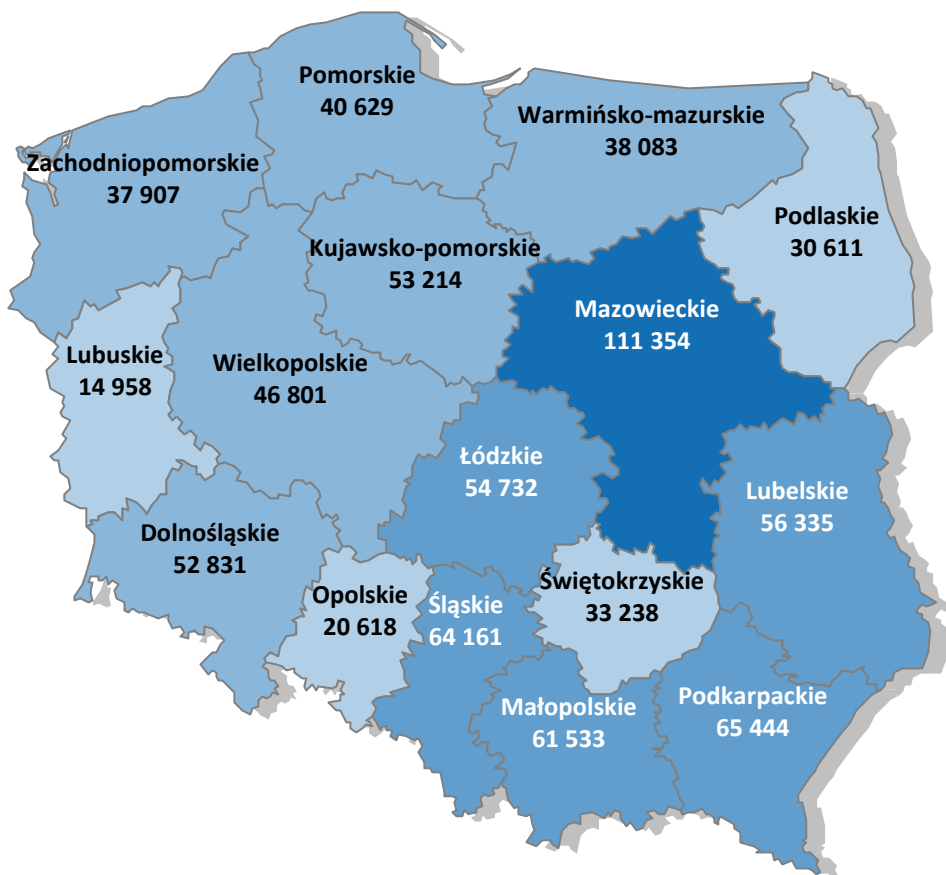 Pomorskie
40 629
Warmińsko-mazurskie
38 083
Zachodniopomorskie
37 907
Podlaskie
30 611
Kujawsko-pomorskie
53 214
Mazowieckie
111 354
Lubuskie
14 958
Wielkopolskie
46 801
Łódzkie
54 732
Lubelskie
56 335
Dolnośląskie
52 831
Opolskie
20 618
Śląskie
64 161
Świętokrzyskie
33 238
Małopolskie
61 533
Podkarpackie
65 444